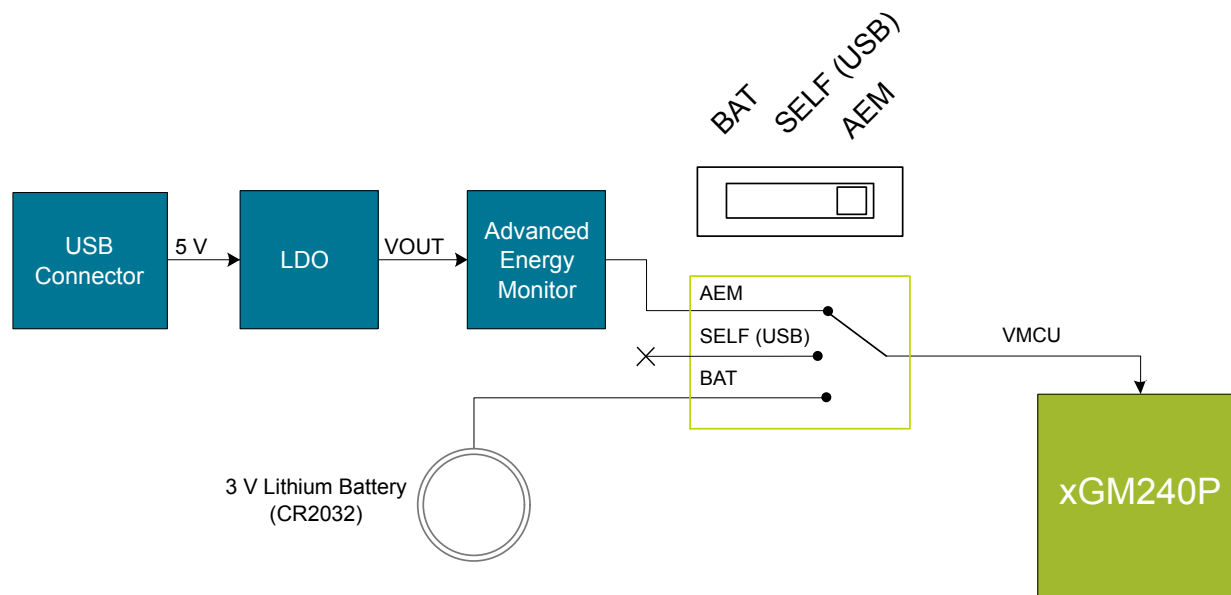 BAT
SELF (USB)
AEM
USB
Connector
5 V
LDO
VOUT
Advanced
Energy
Monitor
AEM
SELF (USB)
BAT
VMCU
3 V Lithium Battery
(CR2032)
xGM240P